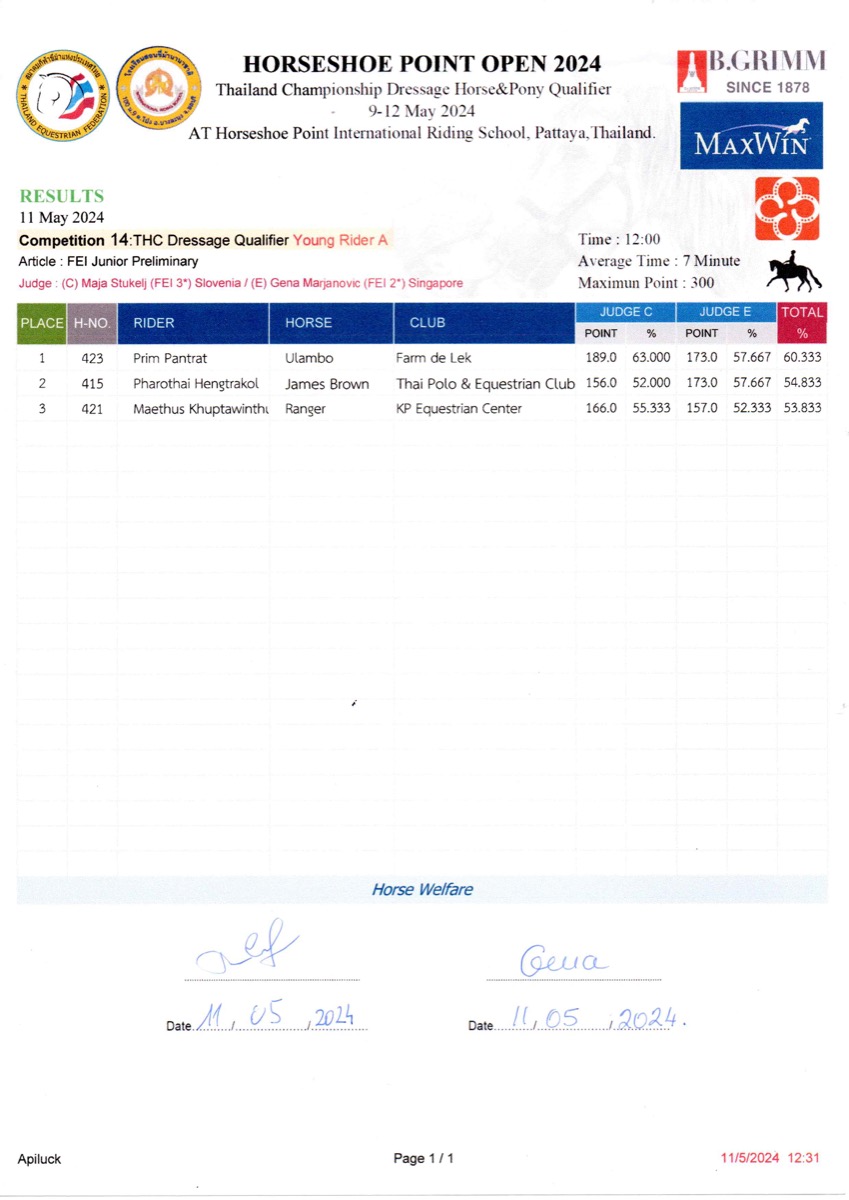 HORSESHOE POINT OPEN 2024
Thailand Championship Dressage Horse&Pony Qualifier
9-12 May 2024
AT Horseshoe Point International Riding School, Pattaya,Thailand.
THAILAND EQUESTRIAN FEDERATION
B.GRIMM
SINCE 1878
MAXWIN
RESULTS
11 May 2024
Competition 14:THC Dressage Qualifier Young Rider A
Time : 12:00
Article : FEI Junior Preliminary
Average Time : 7 Minute
Judge : (C) Maja Stukelj (FEI 3*) Slovenia / (E) Gena Marjanovic (FEI 2*) Singapore
Maximun Point : 300
PLACE H-NO. RIDER HORSE CLUB JUDGE C JUDGE E TOTAL
POINT % POINT % %
1 423 Prim Pantrat Ulambo Farm de Lek 189.0 63.000 173.0 57.667 60.333
2 415 Pharothai Hengtrakol James Brown Thai Polo & Equestrian Club 156.0 52.000 173.0 57.667 54.833
3 421 Maethus Khuptawinthu Ranger KP Equestrian Center 166.0 55.333 157.0 52.333 53.833
Horse Welfare
Gena
Date 11/05/2024
Date 11/05/2024.
Apiluck
Page 1 / 1
11/5/2024 12:31